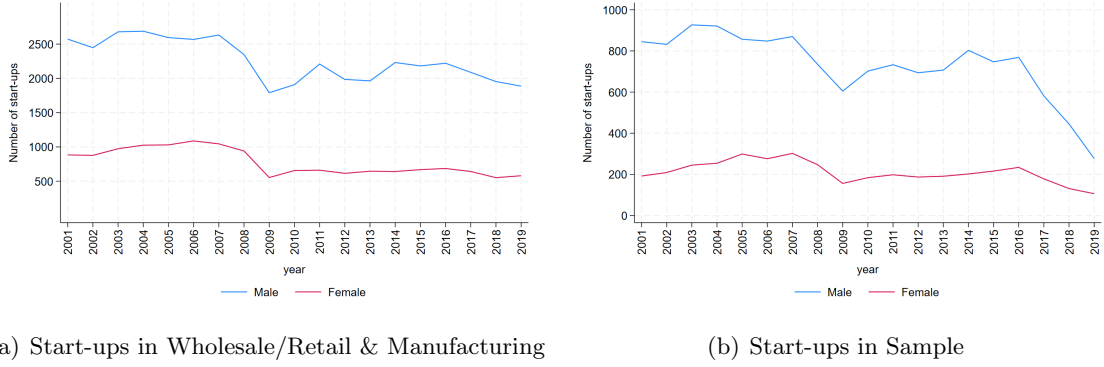 Number of start-ups
2500
2000
1500
1000
500
2001 2002 2003 2004 2005 2006 2007 2008 2009 2010 2011 2012 2013 2014 2015 2016 2017 2018 2019
year
Male Female
a) Start-ups in Wholesale/Retail & Manufacturing
Number of start-ups
1000
800
600
400
200
0
2001 2002 2003 2004 2005 2006 2007 2008 2009 2010 2011 2012 2013 2014 2015 2016 2017 2018 2019
year
Male Female
(b) Start-ups in Sample